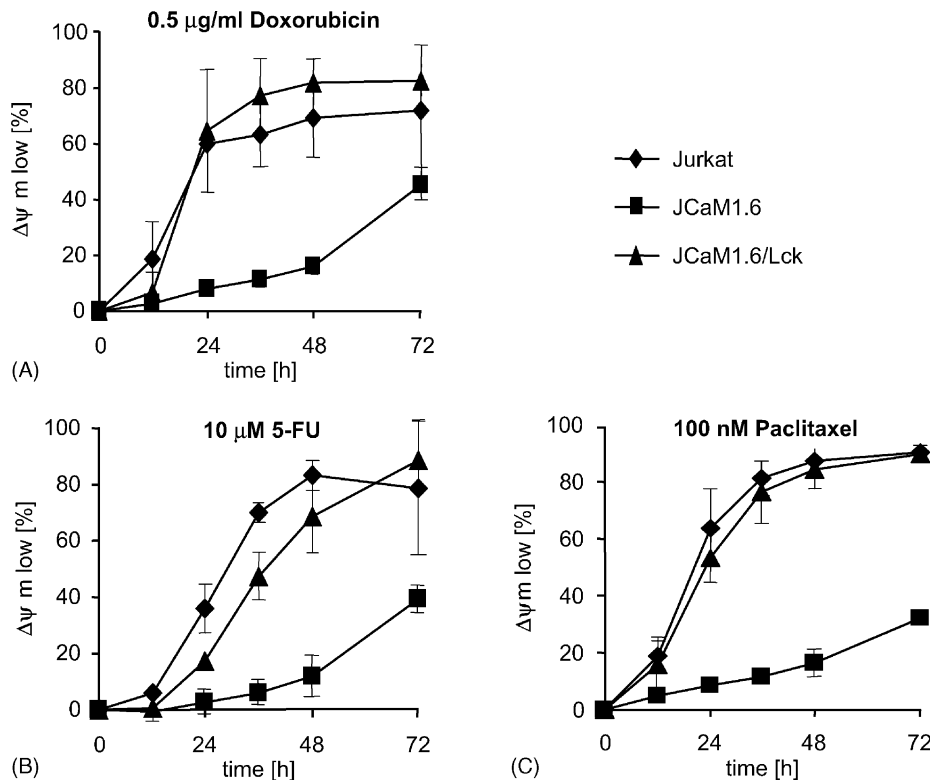 0.5 μg/ml Doxorubicin
100
80
60
40
20
0
Δψ m low [%]
0 24 48 72
time [h]
(A)
Jurkat
JCaM1.6
JCaM1.6/Lck
10 μM 5-FU
100
80
60
40
20
0
Δψ m low [%]
0 24 48 72
time [h]
(B)
100 nM Paclitaxel
100
80
60
40
20
0
Δψ m low [%]
0 24 48 72
time [h]
(C)